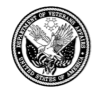 DEPARTMENT OF VETERANS AFFAIRS
UNITED STATES OF AMERICA